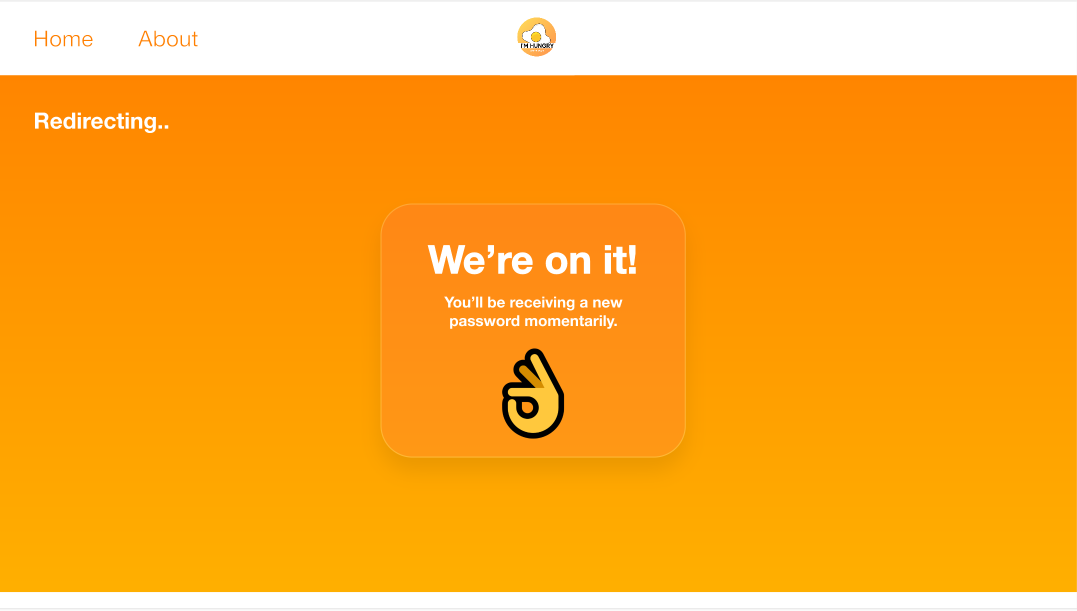 Home About
I'M HUNGRY
Redirecting..
We’re on it!
You’ll be receiving a new
password momentarily.